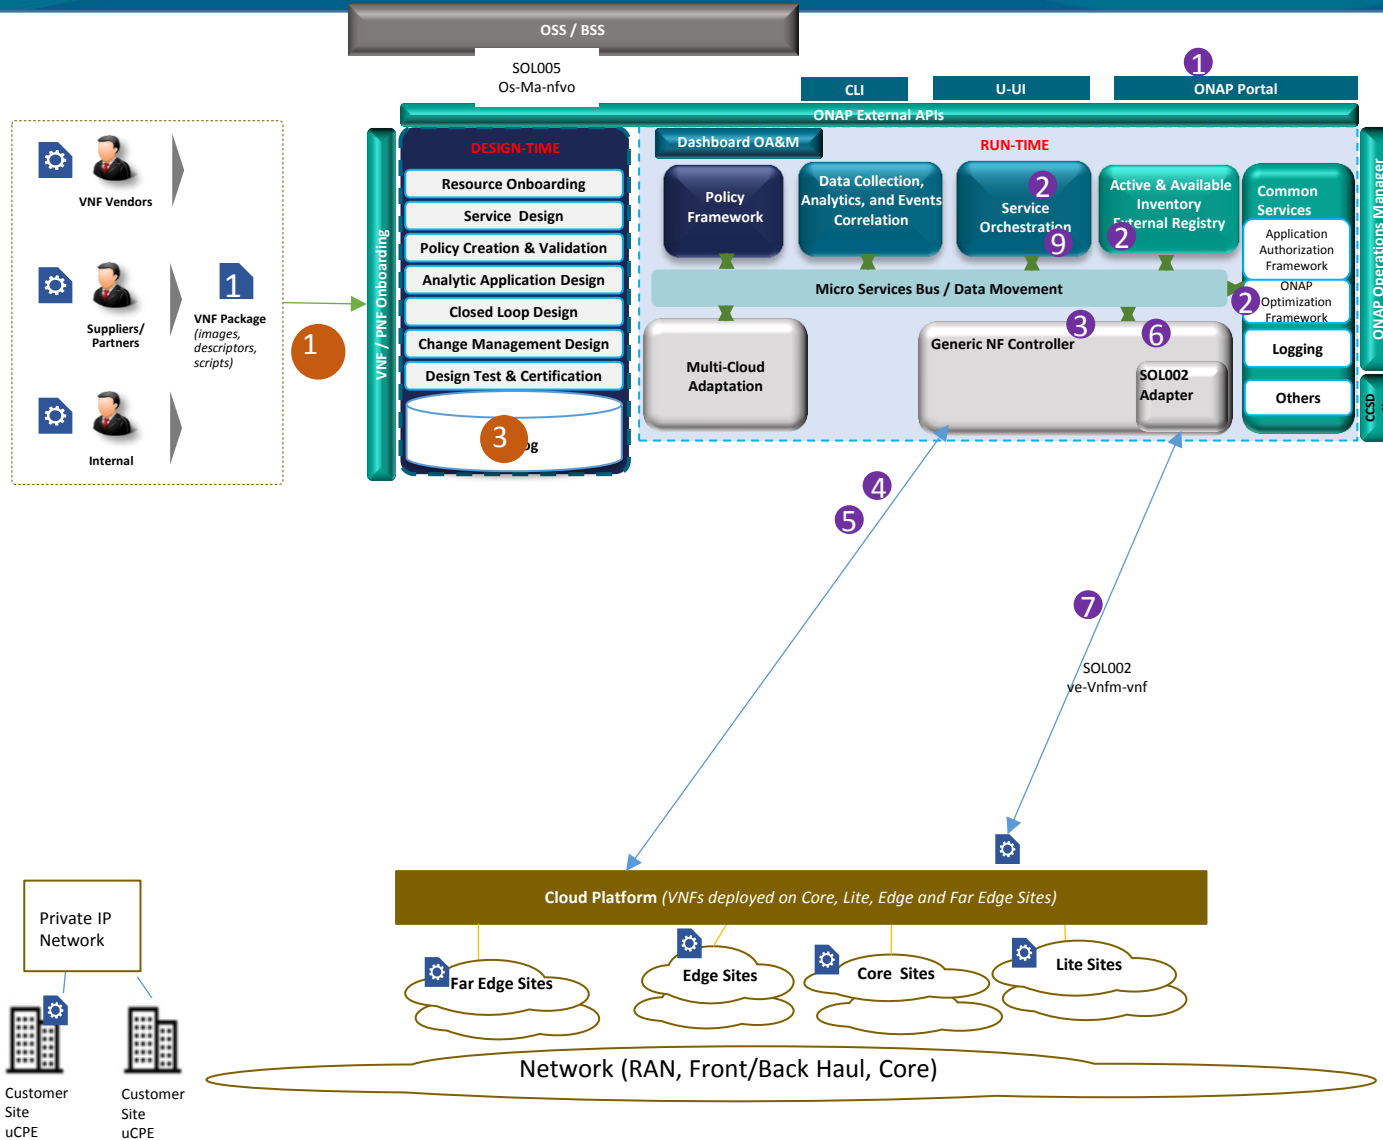 OSS / BSS
SOL005
Os-Ma-nfvo
1
CLI
U-UI
ONAP Portal
ONAP External APIs
VNF Vendors
Suppliers/
Partners
Internal
1
VNF Package
(images,
descriptors,
scripts)
1
VNF / PNF Onboarding
DESIGN-TIME
Resource Onboarding
Service Design
Policy Creation & Validation
Analytic Application Design
Closed Loop Design
Change Management Design
Design Test & Certification
3
og
Dashboard OA&M
RUN-TIME
Policy
Framework
Data Collection,
Analytics, and Events
Correlation
2
Service
Orchestration
9
Active & Available
Inventory
External Registry
2
Common
Services
Application
Authorization
Framework
2
ONAP
Optimization
Framework
Logging
Others
Micro Services Bus / Data Movement
Multi-Cloud
Adaptation
3
6
Generic NF Controller
SOL002
Adapter
ONAP Operations Manager
CCSD
4
5
7
SOL002
ve-Vnfm-vnf
Cloud Platform (VNFs deployed on Core, Lite, Edge and Far Edge Sites)
Private IP
Network
Far Edge Sites
Edge Sites
Core Sites
Lite Sites
Network (RAN, Front/Back Haul, Core)
Customer
Site
uCPE
Customer
Site
uCPE